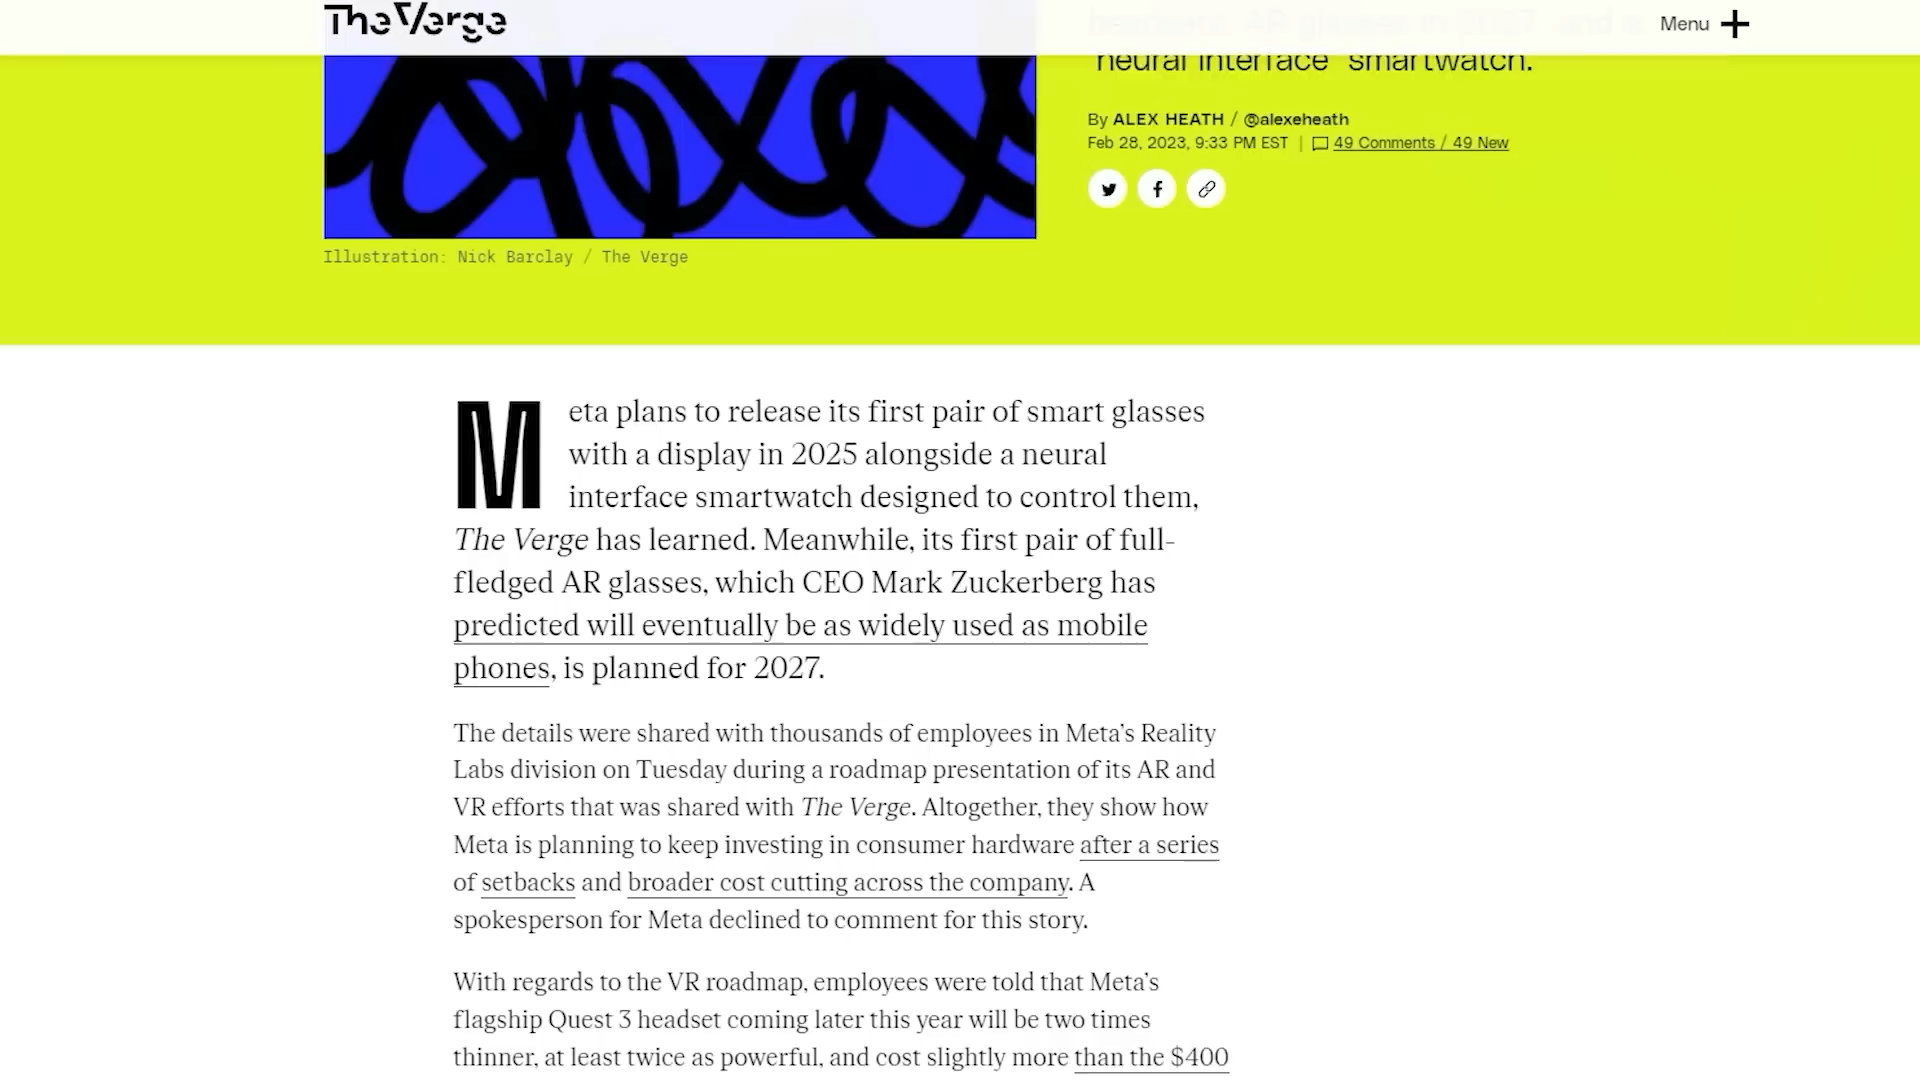 The Verge
Menu
"neural interface" smartwatch.
By ALEX HEATH / @alexeheath
Feb 28, 2023, 9:33 PM EST | 49 Comments / 49 New
Illustration: Nick Barclay / The Verge
Meta plans to release its first pair of smart glasses
with a display in 2025 alongside a neural
interface smartwatch designed to control them,
The Verge has learned. Meanwhile, its first pair of full-
fledged AR glasses, which CEO Mark Zuckerberg has
predicted will eventually be as widely used as mobile
phones, is planned for 2027.
The details were shared with thousands of employees in Meta’s Reality
Labs division on Tuesday during a roadmap presentation of its AR and
VR efforts that was shared with The Verge. Altogether, they show how
Meta is planning to keep investing in consumer hardware after a series
of setbacks and broader cost cutting across the company. A
spokesperson for Meta declined to comment for this story.
With regards to the VR roadmap, employees were told that Meta’s
flagship Quest 3 headset coming later this year will be two times
thinner, at least twice as powerful, and cost slightly more than the $400